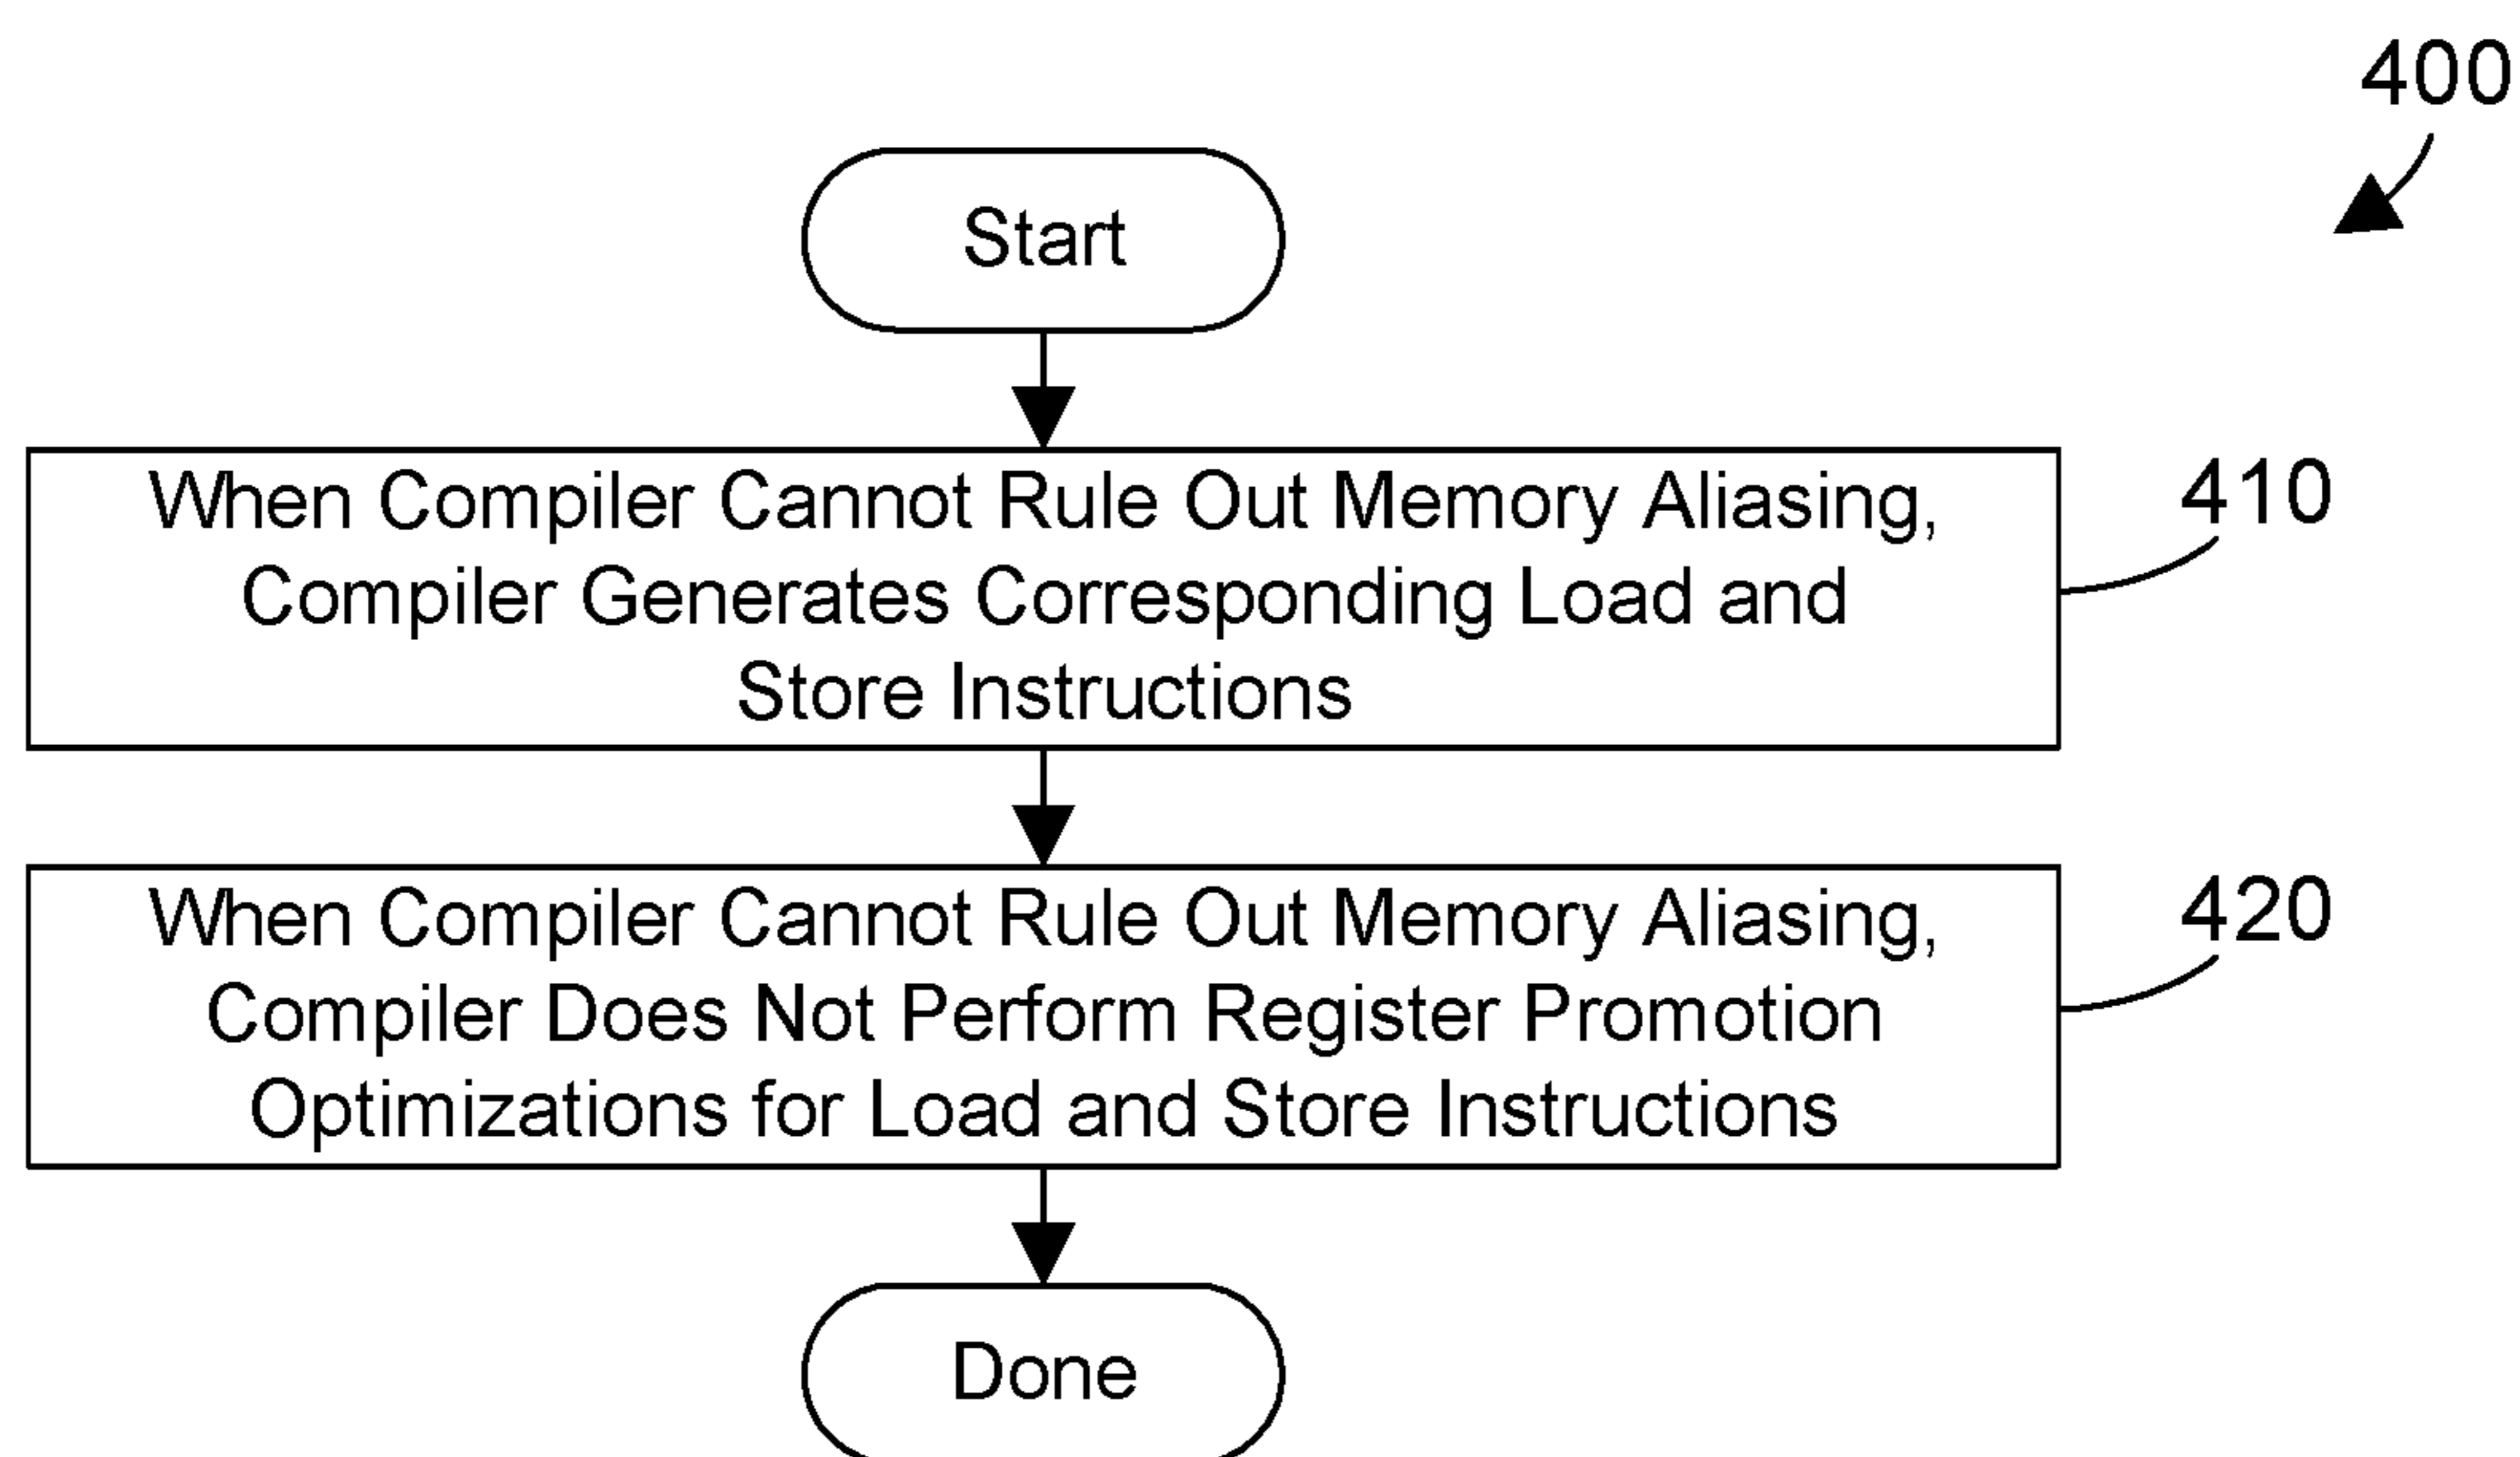 400
Start
When Compiler Cannot Rule Out Memory Aliasing,
Compiler Generates Corresponding Load and
Store Instructions
410
When Compiler Cannot Rule Out Memory Aliasing,
Compiler Does Not Perform Register Promotion
Optimizations for Load and Store Instructions
420
Done